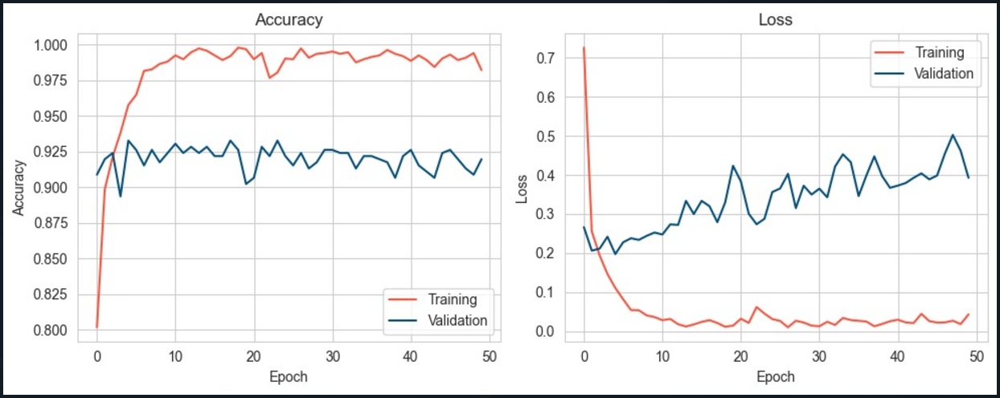 Accuracy
1.000
0.975
0.950
0.925
0.900
0.875
0.850
0.825
0.800
Accuracy
0 10 20 30 40 50
Epoch
Training
Validation
Loss
0.7
0.6
0.5
0.4
0.3
0.2
0.1
0.0
Loss
0 10 20 30 40 50
Epoch
Training
Validation